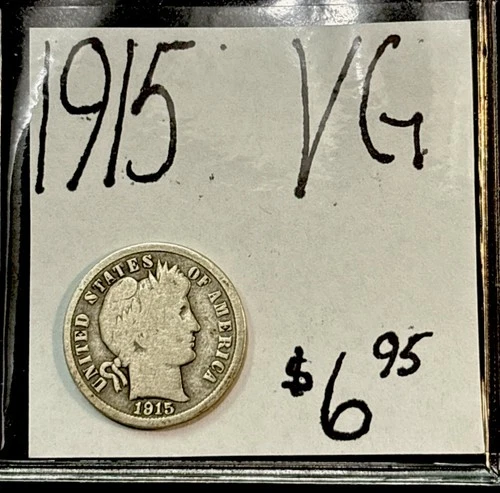 1915 VG
UNITED STATES OF AMERICA
1915
$6.95